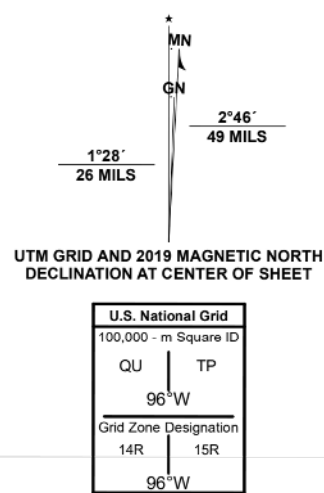 ★
MN
GN
2°46´
49 MILS
1°28´
26 MILS
UTM GRID AND 2019 MAGNETIC NORTH
DECLINATION AT CENTER OF SHEET
U.S. National Grid
100,000 - m Square ID
QU TP
96°W
Grid Zone Designation
14R 15R
96°W